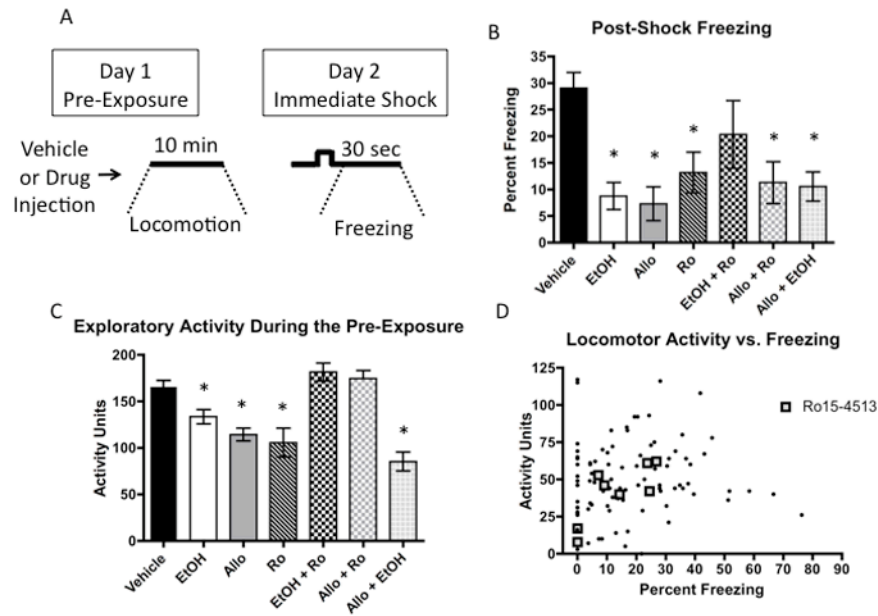 A
Day 1
Pre-Exposure
Day 2
Immediate Shock
Vehicle
or Drug
Injection
10 min
Locomotion
30 sec
Freezing
B
Post-Shock Freezing
Percent Freezing
35
30
25
20
15
10
5
0
*
*
*
*
*
Vehicle
EtOH
Allo
Ro
EtOH + Ro
Allo + Ro
Allo + EtOH
C
Exploratory Activity During the Pre-Exposure
Activity Units
200
150
100
50
0
*
*
*
*
Vehicle
EtOH
Allo
Ro
EtOH + Ro
Allo + Ro
Allo + EtOH
D
Locomotor Activity vs. Freezing
Activity Units
125
100
75
50
25
0
Ro15-4513
0 10 20 30 40 50 60 70 80 90
Percent Freezing